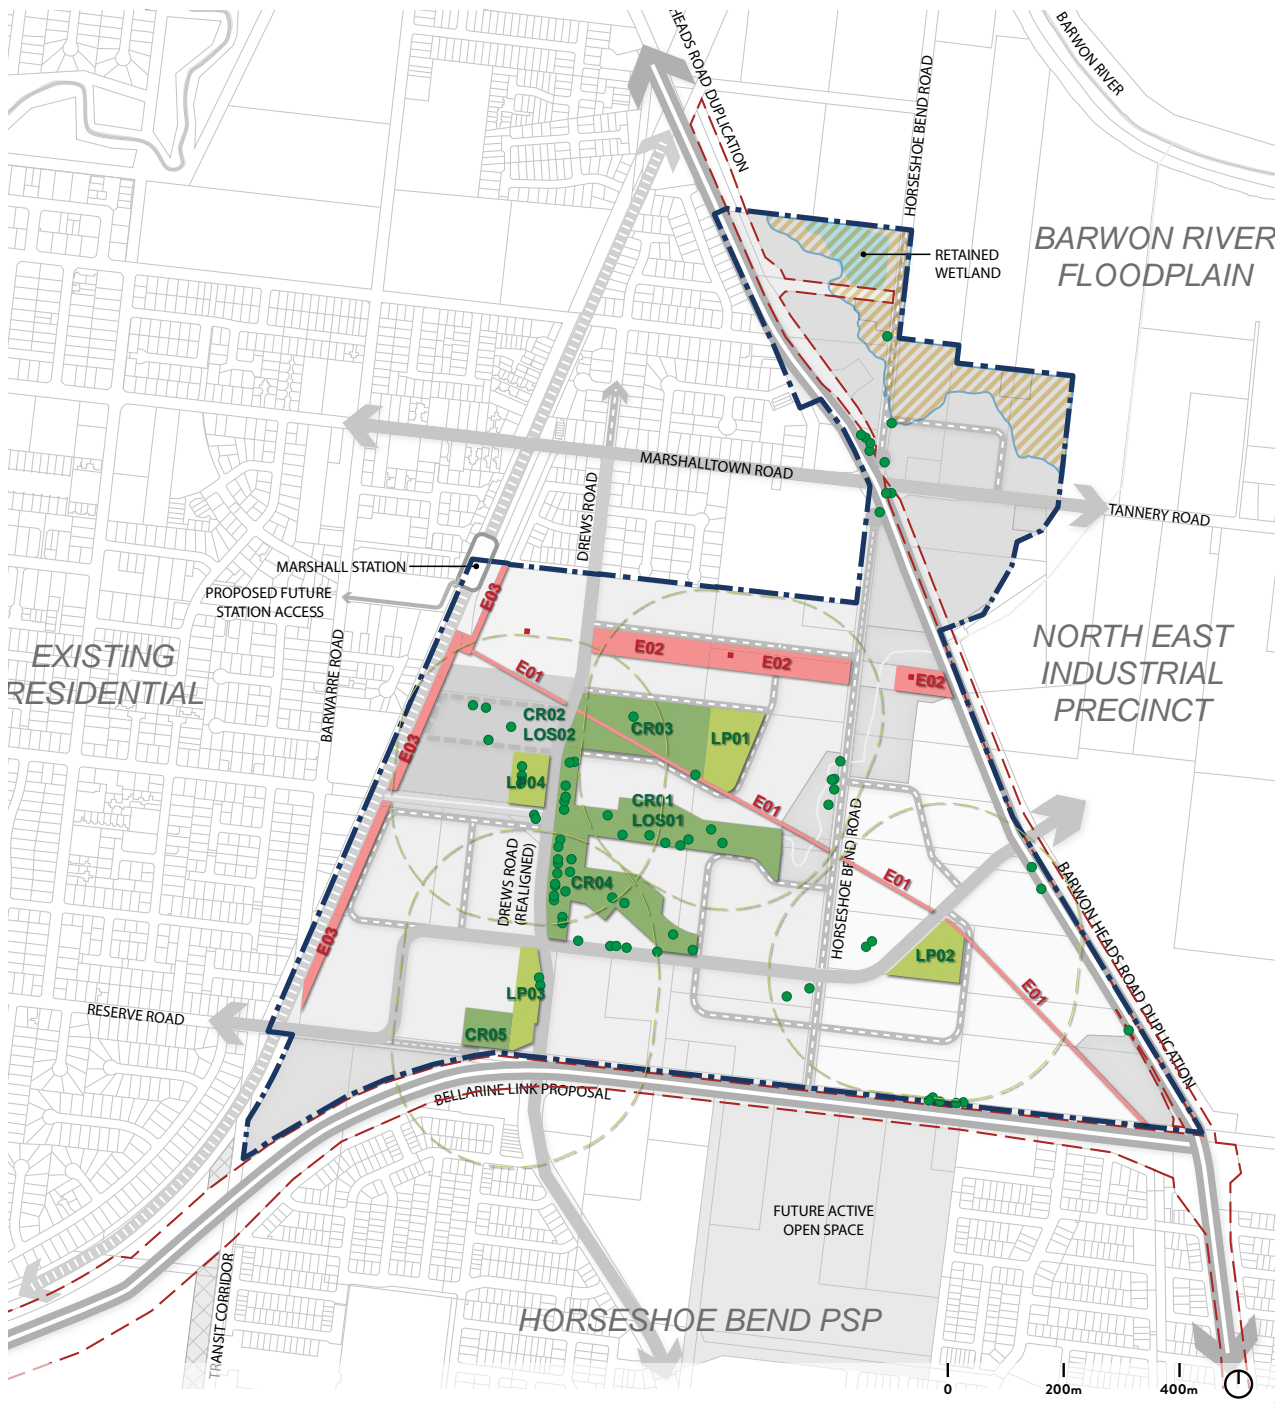 HEADS ROAD DUPLICATION
BARWON RIVER
HORSESHOE BEND ROAD
BARWON RIVER
FLOODPLAIN
RETAINED
WETLAND
MARSHALLTOWN ROAD
TANNERY ROAD
DREWS ROAD
MARSHALL STATION
PROPOSED FUTURE
STATION ACCESS
E03
EXISTING
RESIDENTIAL
BARWARRE ROAD
NORTH EAST
INDUSTRIAL
PRECINCT
E02
E02
E02
E01
CR02
LOS02
CR03
LP01
E03
LP04
CR01
LOS01
E01
HORSESHOE BEND ROAD
DREWS ROAD
(REALIGNED)
CR04
E01
BARWON HEADS ROAD DUPLICATION
E03
LP02
LP03
E01
RESERVE ROAD
CR05
BELLARINE LINK PROPOSAL
FUTURE ACTIVE
OPEN SPACE
TRANSIT CORRIDOR
HORSESHOE BEND PSP
0
200m
400m